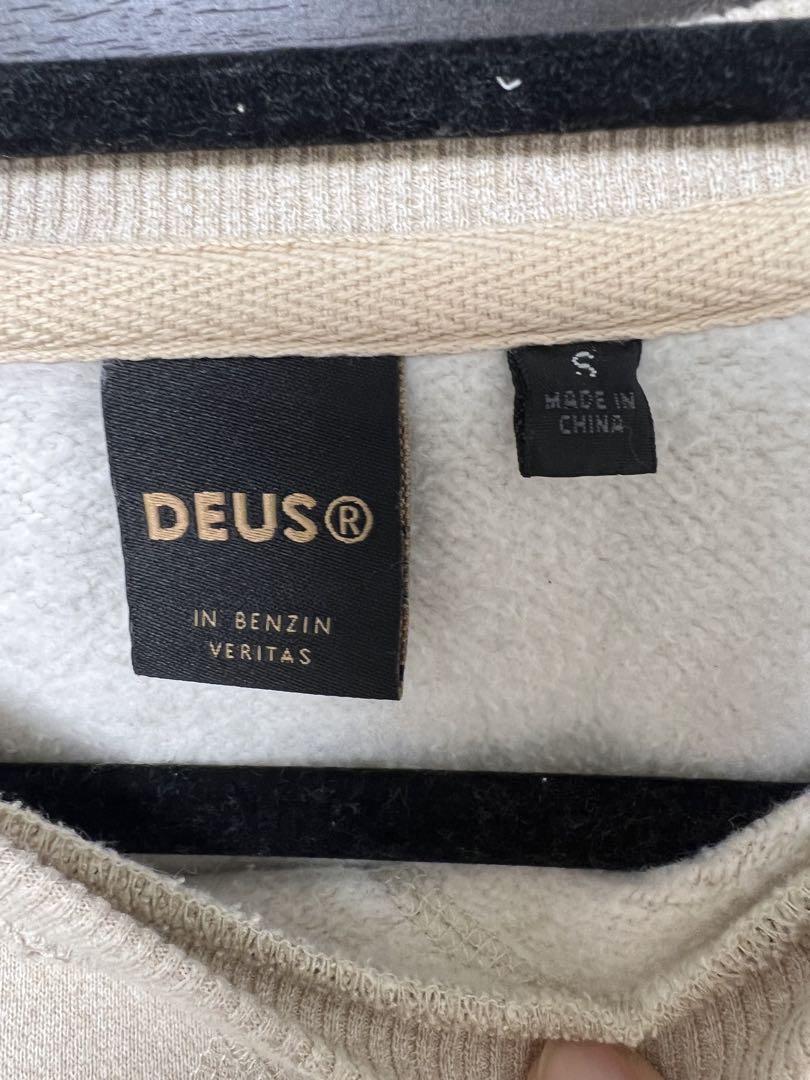 DEUS®
IN BENZIN
VERITAS
S
MADE IN
CHINA